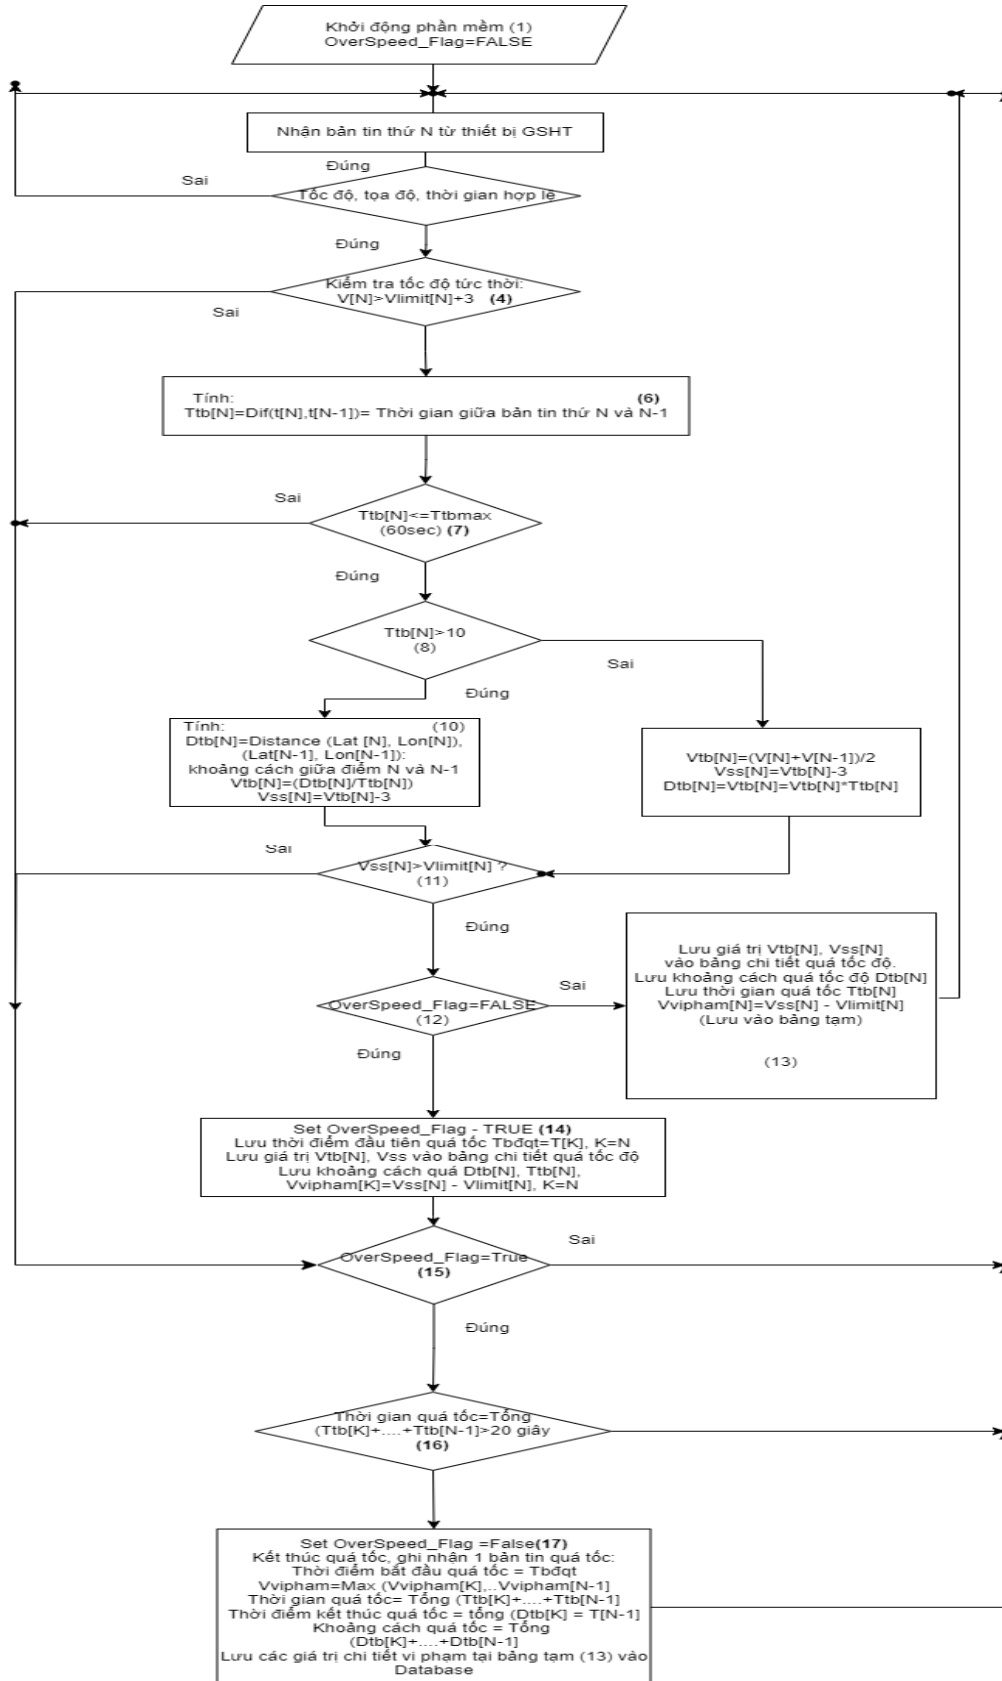 Khởi động phần mềm (1)
OverSpeed_Flag=FALSE
Nhận bản tin thứ N từ thiết bị GSHT
Đúng
Sai
Tốc độ, tọa độ, thời gian hợp lệ
Đúng
Kiểm tra tốc độ tức thời:
V[N]>Vlimit[N]+3 (4)
Sai
Tính: (6)
Ttb[N]=Dif(t[N],t[N-1])= Thời gian giữa bản tin thứ N và N-1
Sai
Ttb[N]<=Ttbmax
(60sec) (7)
Đúng
Ttb[N]>10
(8)
Sai
Đúng
Tính: (10)
Dtb[N]=Distance (Lat [N], Lon[N]),
(Lat[N-1], Lon[N-1]):
khoảng cách giữa điểm N và N-1
Vtb[N]=(Dtb[N]/Ttb[N])
Vss[N]=Vtb[N]-3
Vtb[N]=(V[N]+V[N-1])/2
Vss[N]=Vtb[N]-3
Dtb[N]=Vtb[N]=Vtb[N]*Ttb[N]
Sai
Vss[N]>Vlimit[N] ?
(11)
Đúng
Lưu giá trị Vtb[N], Vss[N]
vào bảng chi tiết quá tốc độ.
Lưu khoảng cách quá tốc độ Dtb[N]
Lưu thời gian quá tốc Ttb[N]
Vvipham[N]=Vss[N] - Vlimit[N]
(Lưu vào bảng tạm)
(13)
Sai
OverSpeed_Flag=FALSE
(12)
Đúng
Set OverSpeed_Flag - TRUE (14)
Lưu thời điểm đầu tiên quá tốc Tbđqt=T[K], K=N
Lưu giá trị Vtb[N], Vss vào bảng chi tiết quá tốc độ
Lưu khoảng cách quá Dtb[N], Ttb[N],
Vvipham[K]=Vss[N] - Vlimit[N], K=N
Sai
OverSpeed_Flag=True
(15)
Đúng
Thời gian quá tốc=Tổng
(Ttb[K]+....+Ttb[N-1]>20 giây
(16)
Set OverSpeed_Flag =False(17)
Kết thúc quá tốc, ghi nhận 1 bản tin quá tốc:
Thời điểm bắt đầu quá tốc = Tbđqt
Vvipham=Max (Vvipham[K],..Vvipham[N-1]
Thời gian quá tốc= Tổng (Ttb[K]+....+Ttb[N-1]
Thời điểm kết thúc quá tốc = tổng (Dtb[K] = T[N-1]
Khoảng cách quá tốc = Tổng
(Dtb[K]+....+Dtb[N-1]
Lưu các giá trị chi tiết vi phạm tại bảng tạm (13) vào
Database